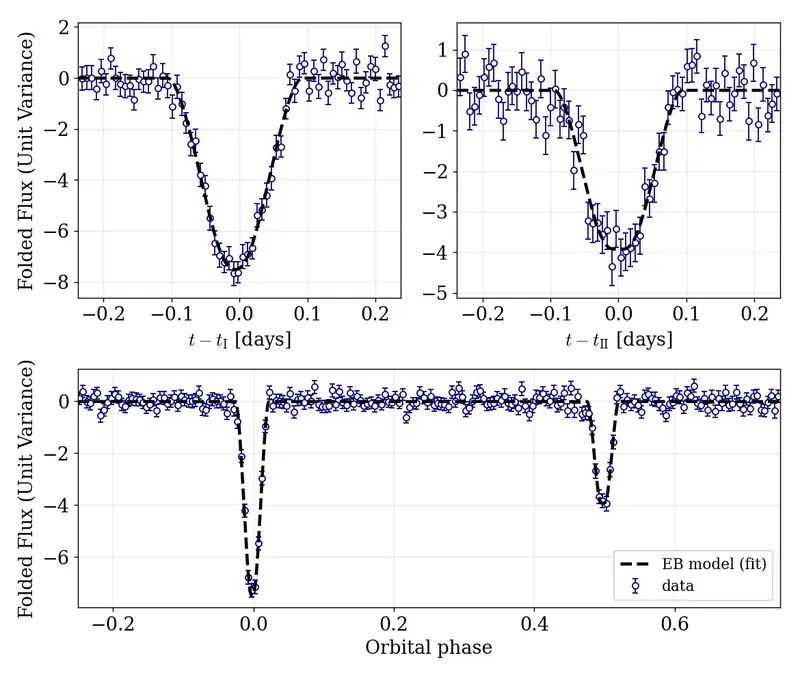 Folded Flux (Unit Variance)
2
0
−2
−4
−6
−8
−0.2 −0.1 0.0 0.1 0.2
t − t_I [days]
1
0
−1
−2
−3
−4
−5
−0.2 −0.1 0.0 0.1 0.2
t − t_II [days]
Folded Flux (Unit Variance)
0
−2
−4
−6
EB model (fit)
data
−0.2 0.0 0.2 0.4 0.6
Orbital phase